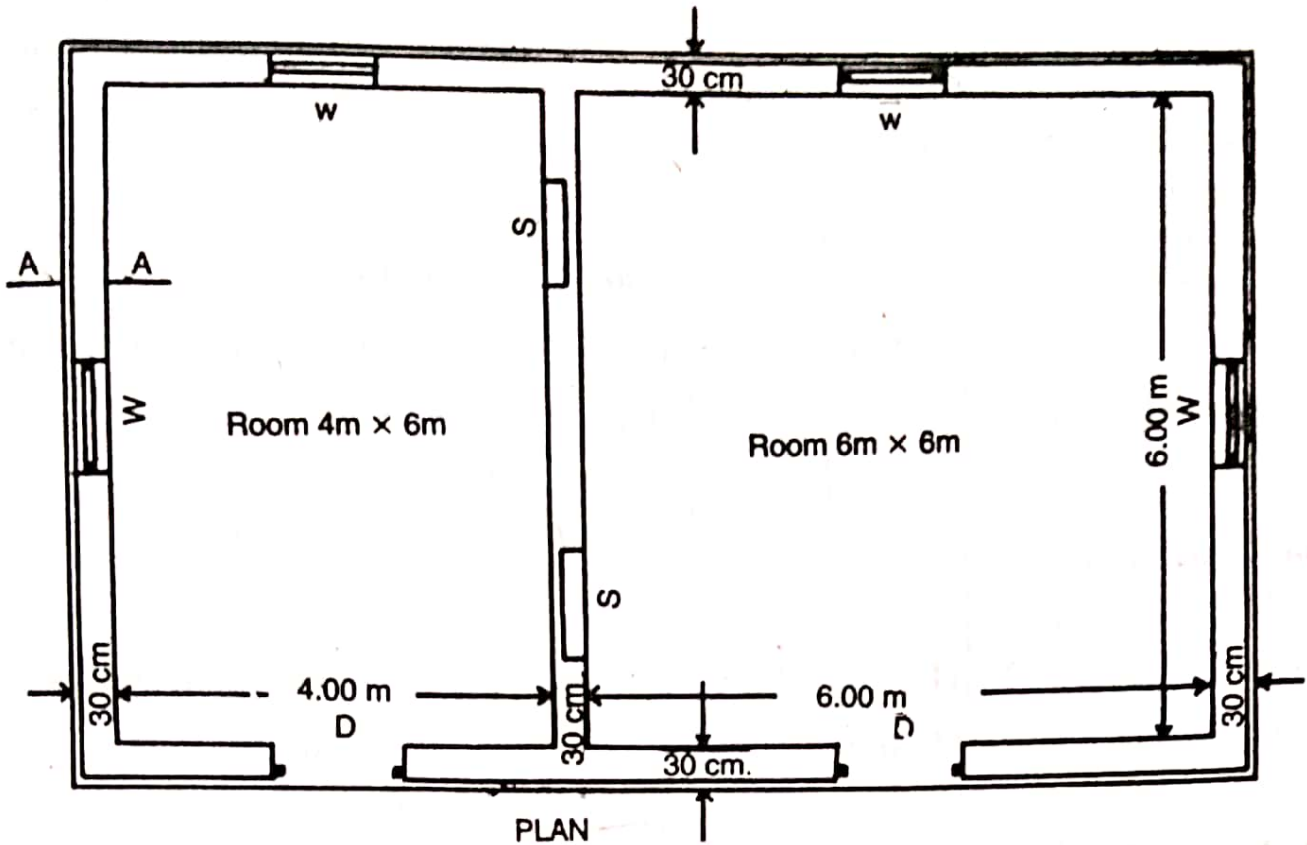 30 cm
w
w
S
A
A
W
Room 4m × 6m
Room 6m × 6m
6.00 m
W
S
30 cm
4.00 m
D
30 cm
6.00 m
30 cm.
30 cm
PLAN